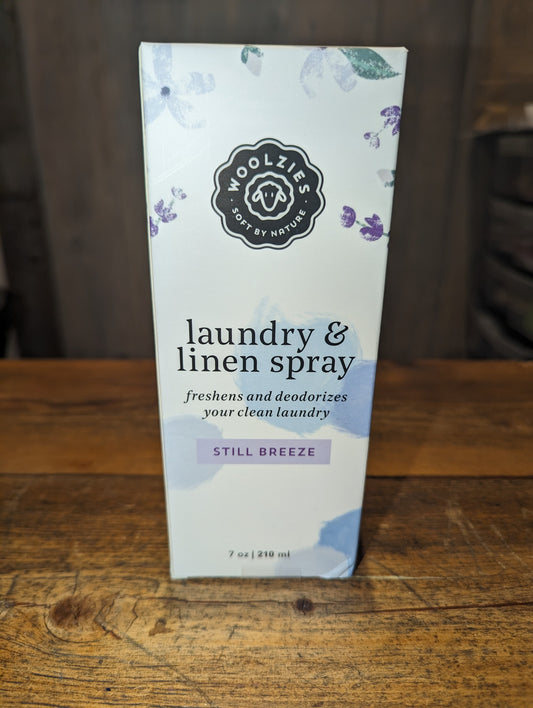 WOOLZIES
· SOFT BY NATURE ·
laundry &
linen spray
freshens and deodorizes
your clean laundry
STILL BREEZE
7 oz | 210 ml